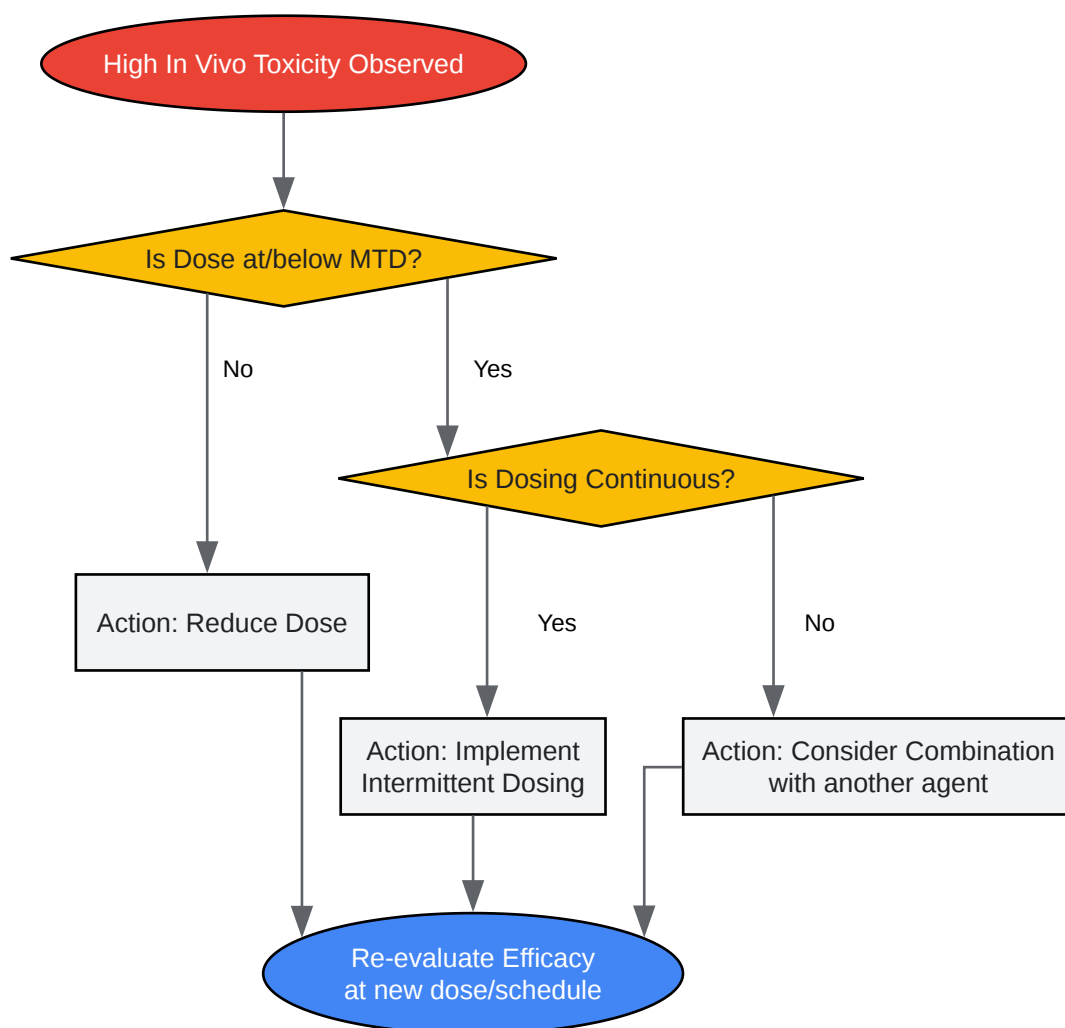 High In Vivo Toxicity Observed
Is Dose at/below MTD?
No
Yes
Is Dosing Continuous?
Action: Reduce Dose
Yes
No
Action: Implement
Intermittent Dosing
Action: Consider Combination
with another agent
Re-evaluate Efficacy
at new dose/schedule